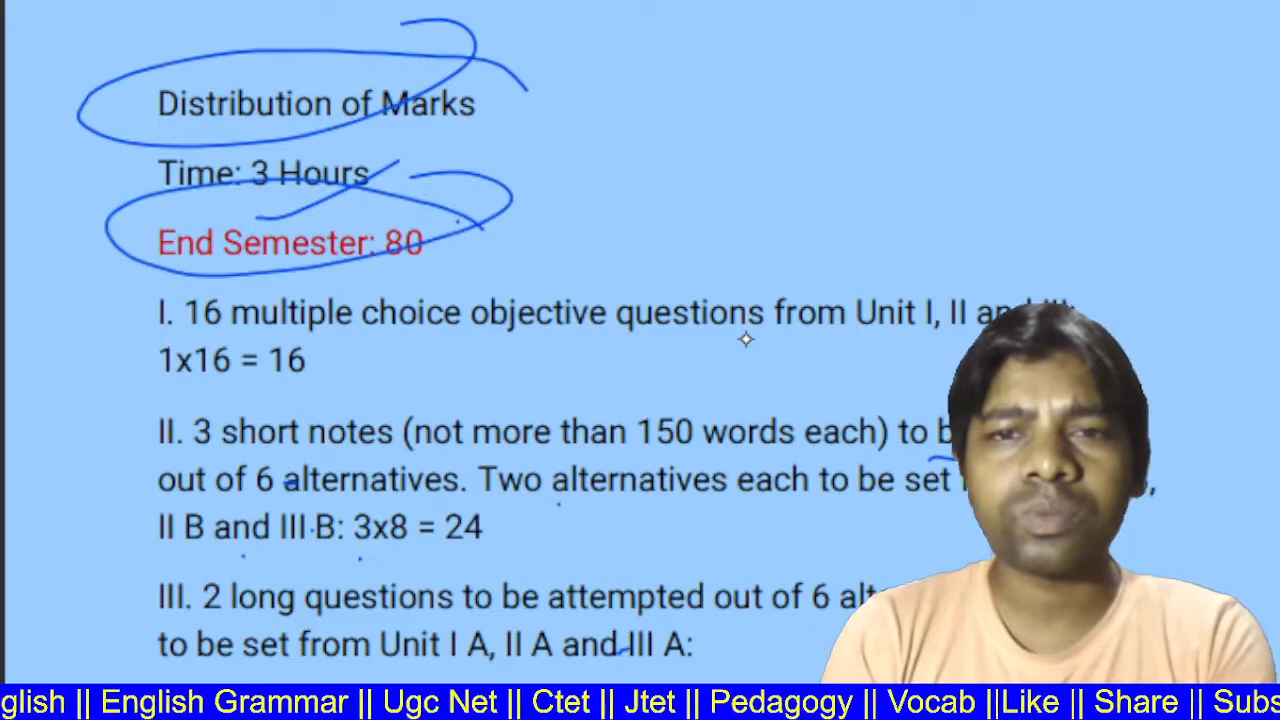 Distribution of Marks
Time: 3 Hours
End Semester: 80
I. 16 multiple choice objective questions from Unit I, II and III:
1x16 = 16
II. 3 short notes (not more than 150 words each) to
out of 6 alternatives. Two alternatives each to be set
II B and III B: 3x8 = 24
III. 2 long questions to be attempted out of 6
to be set from Unit I A, II A and III A:
glish || English Grammar || Ugc Net || Ctet || Jtet || Pedagogy || Vocab ||Like || Share || Subs